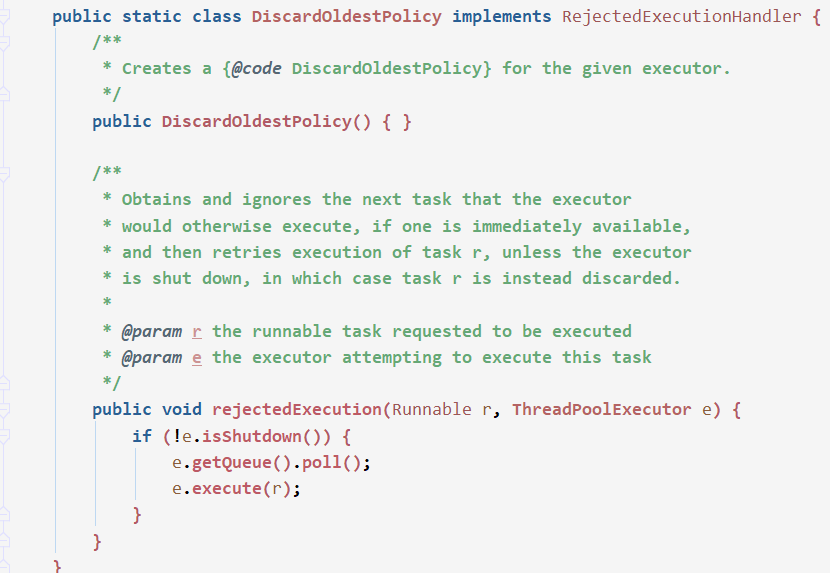 public static class DiscardOldestPolicy implements RejectedExecutionHandler {
/**
* Creates a {@code DiscardOldestPolicy} for the given executor.
*/
public DiscardOldestPolicy() { }
/**
* Obtains and ignores the next task that the executor
* would otherwise execute, if one is immediately available,
* and then retries execution of task r, unless the executor
* is shut down, in which case task r is instead discarded.
*
* @param r the runnable task requested to be executed
* @param e the executor attempting to execute this task
*/
public void rejectedExecution(Runnable r, ThreadPoolExecutor e) {
if (!e.isShutdown()) {
e.getQueue().poll();
e.execute(r);
}
}
}